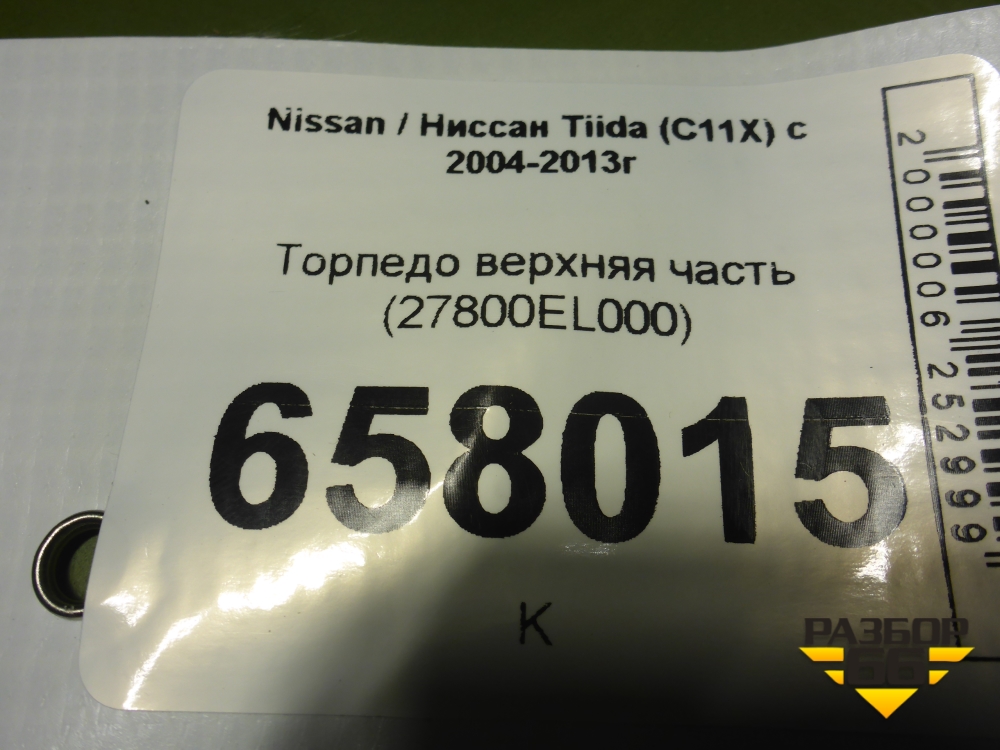 Nissan / Ниссан Tiida (C11X) с
2004-2013г
Торпедо верхняя часть
(27800EL000)
658015
К
2000006252999
РАЗБОР
66